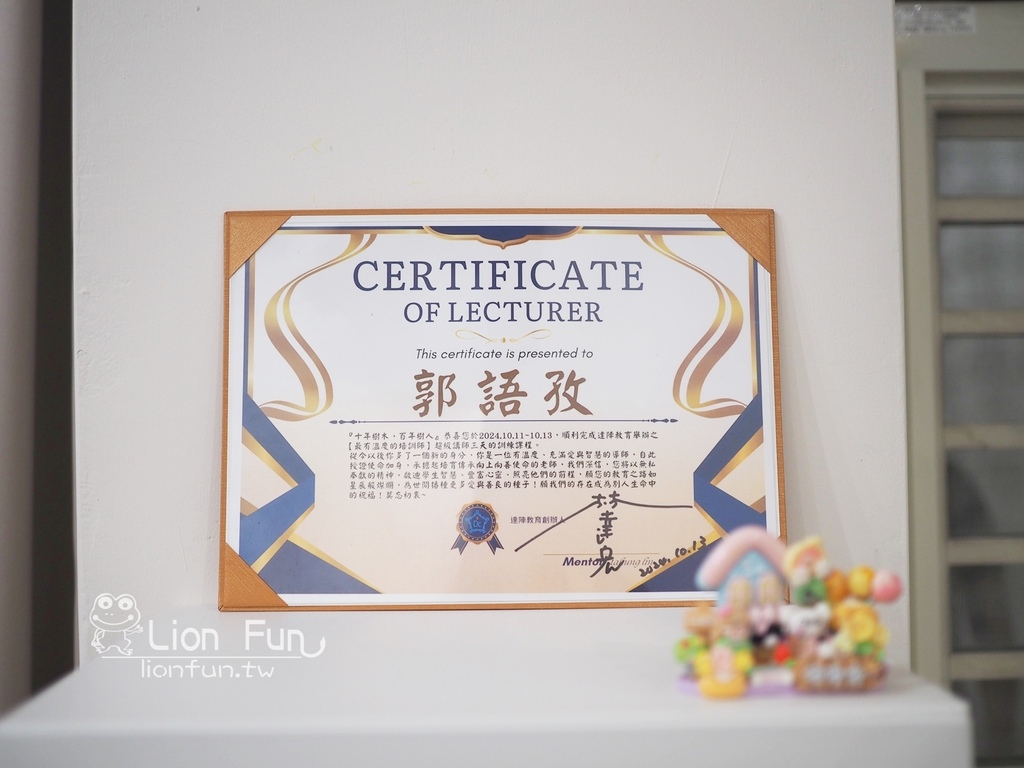 CERTIFICATE
OF LECTURER
This certificate is presented to
郭語孜
『十年樹木，百年樹人』恭喜您於2024.10.11~10.13，順利完成達陣教育舉辦之
【最有溫度的培訓師】超級講師三天的訓練課程。
從今以後你多了一個新的身分，你是一位有溫度、充滿愛與智慧的導師，自此
授證使命加身，承擔起培育傳承向上向善使命的老師，我們深信，您將以無私
奉獻的精神，啟迪學生智慧、豐富心靈，照亮他們的前程，願您的教育之路如
星辰般燦爛，為世間播種更多愛與善良的種子！願我們的存在成為別人生命中
的祝福！莫忘初衷~
達陣教育創辦人
Mentor
2024.10.13
Lion Fun
lionfun.tw